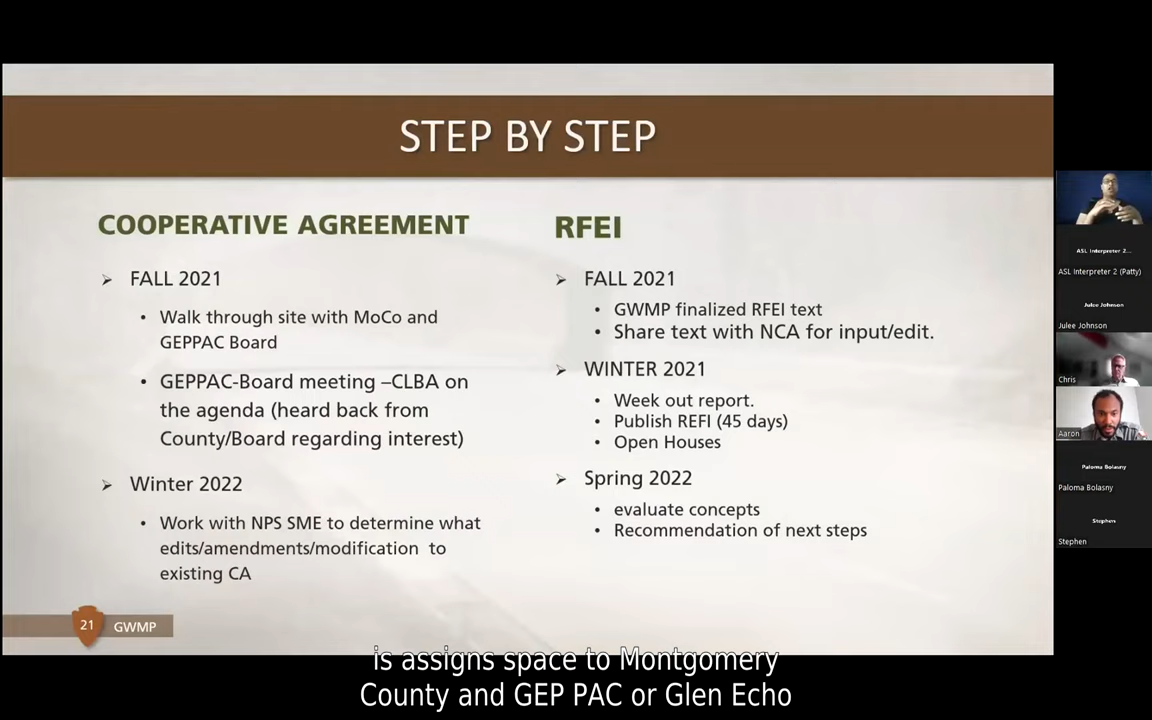 STEP BY STEP
COOPERATIVE AGREEMENT
➢ FALL 2021
• Walk through site with MoCo and
GEPPAC Board
• GEPPAC-Board meeting –CLBA on
the agenda (heard back from
County/Board regarding interest)
➢ Winter 2022
• Work with NPS SME to determine what
edits/amendments/modification to
existing CA
RFEI
➢ FALL 2021
• GWMP finalized RFEI text
• Share text with NCA for input/edit.
➢ WINTER 2021
• Week out report.
• Publish REFI (45 days)
• Open Houses
➢ Spring 2022
• evaluate concepts
• Recommendation of next steps
21 GWMP
is assigns space to Montgomery
County and GEP PAC or Glen Echo
ASL Interpreter 2...
ASL Interpreter 2 (Patty)
Julee Johnson
Julee Johnson
Chris
Aaron
Paloma Bolasny
Paloma Bolasny
Stephen
Stephen